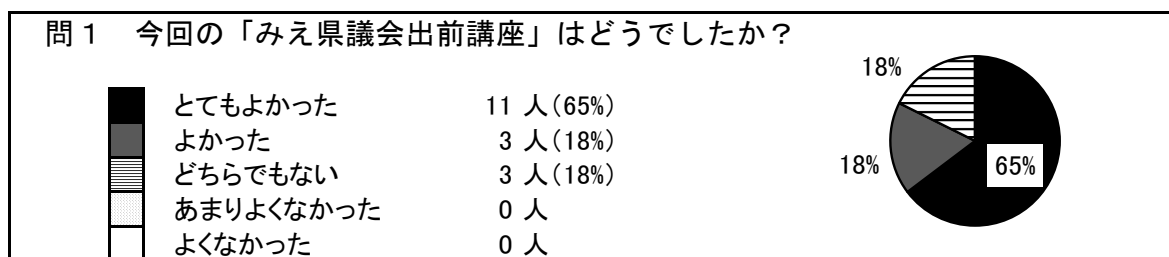 問1　今回の「みえ県議会出前講座」はどうでしたか?
とてもよかった　11 人(65%)
よかった　3 人(18%)
どちらでもない　3 人(18%)
あまりよくなかった　0 人
よくなかった　0 人
18%
18%
65%